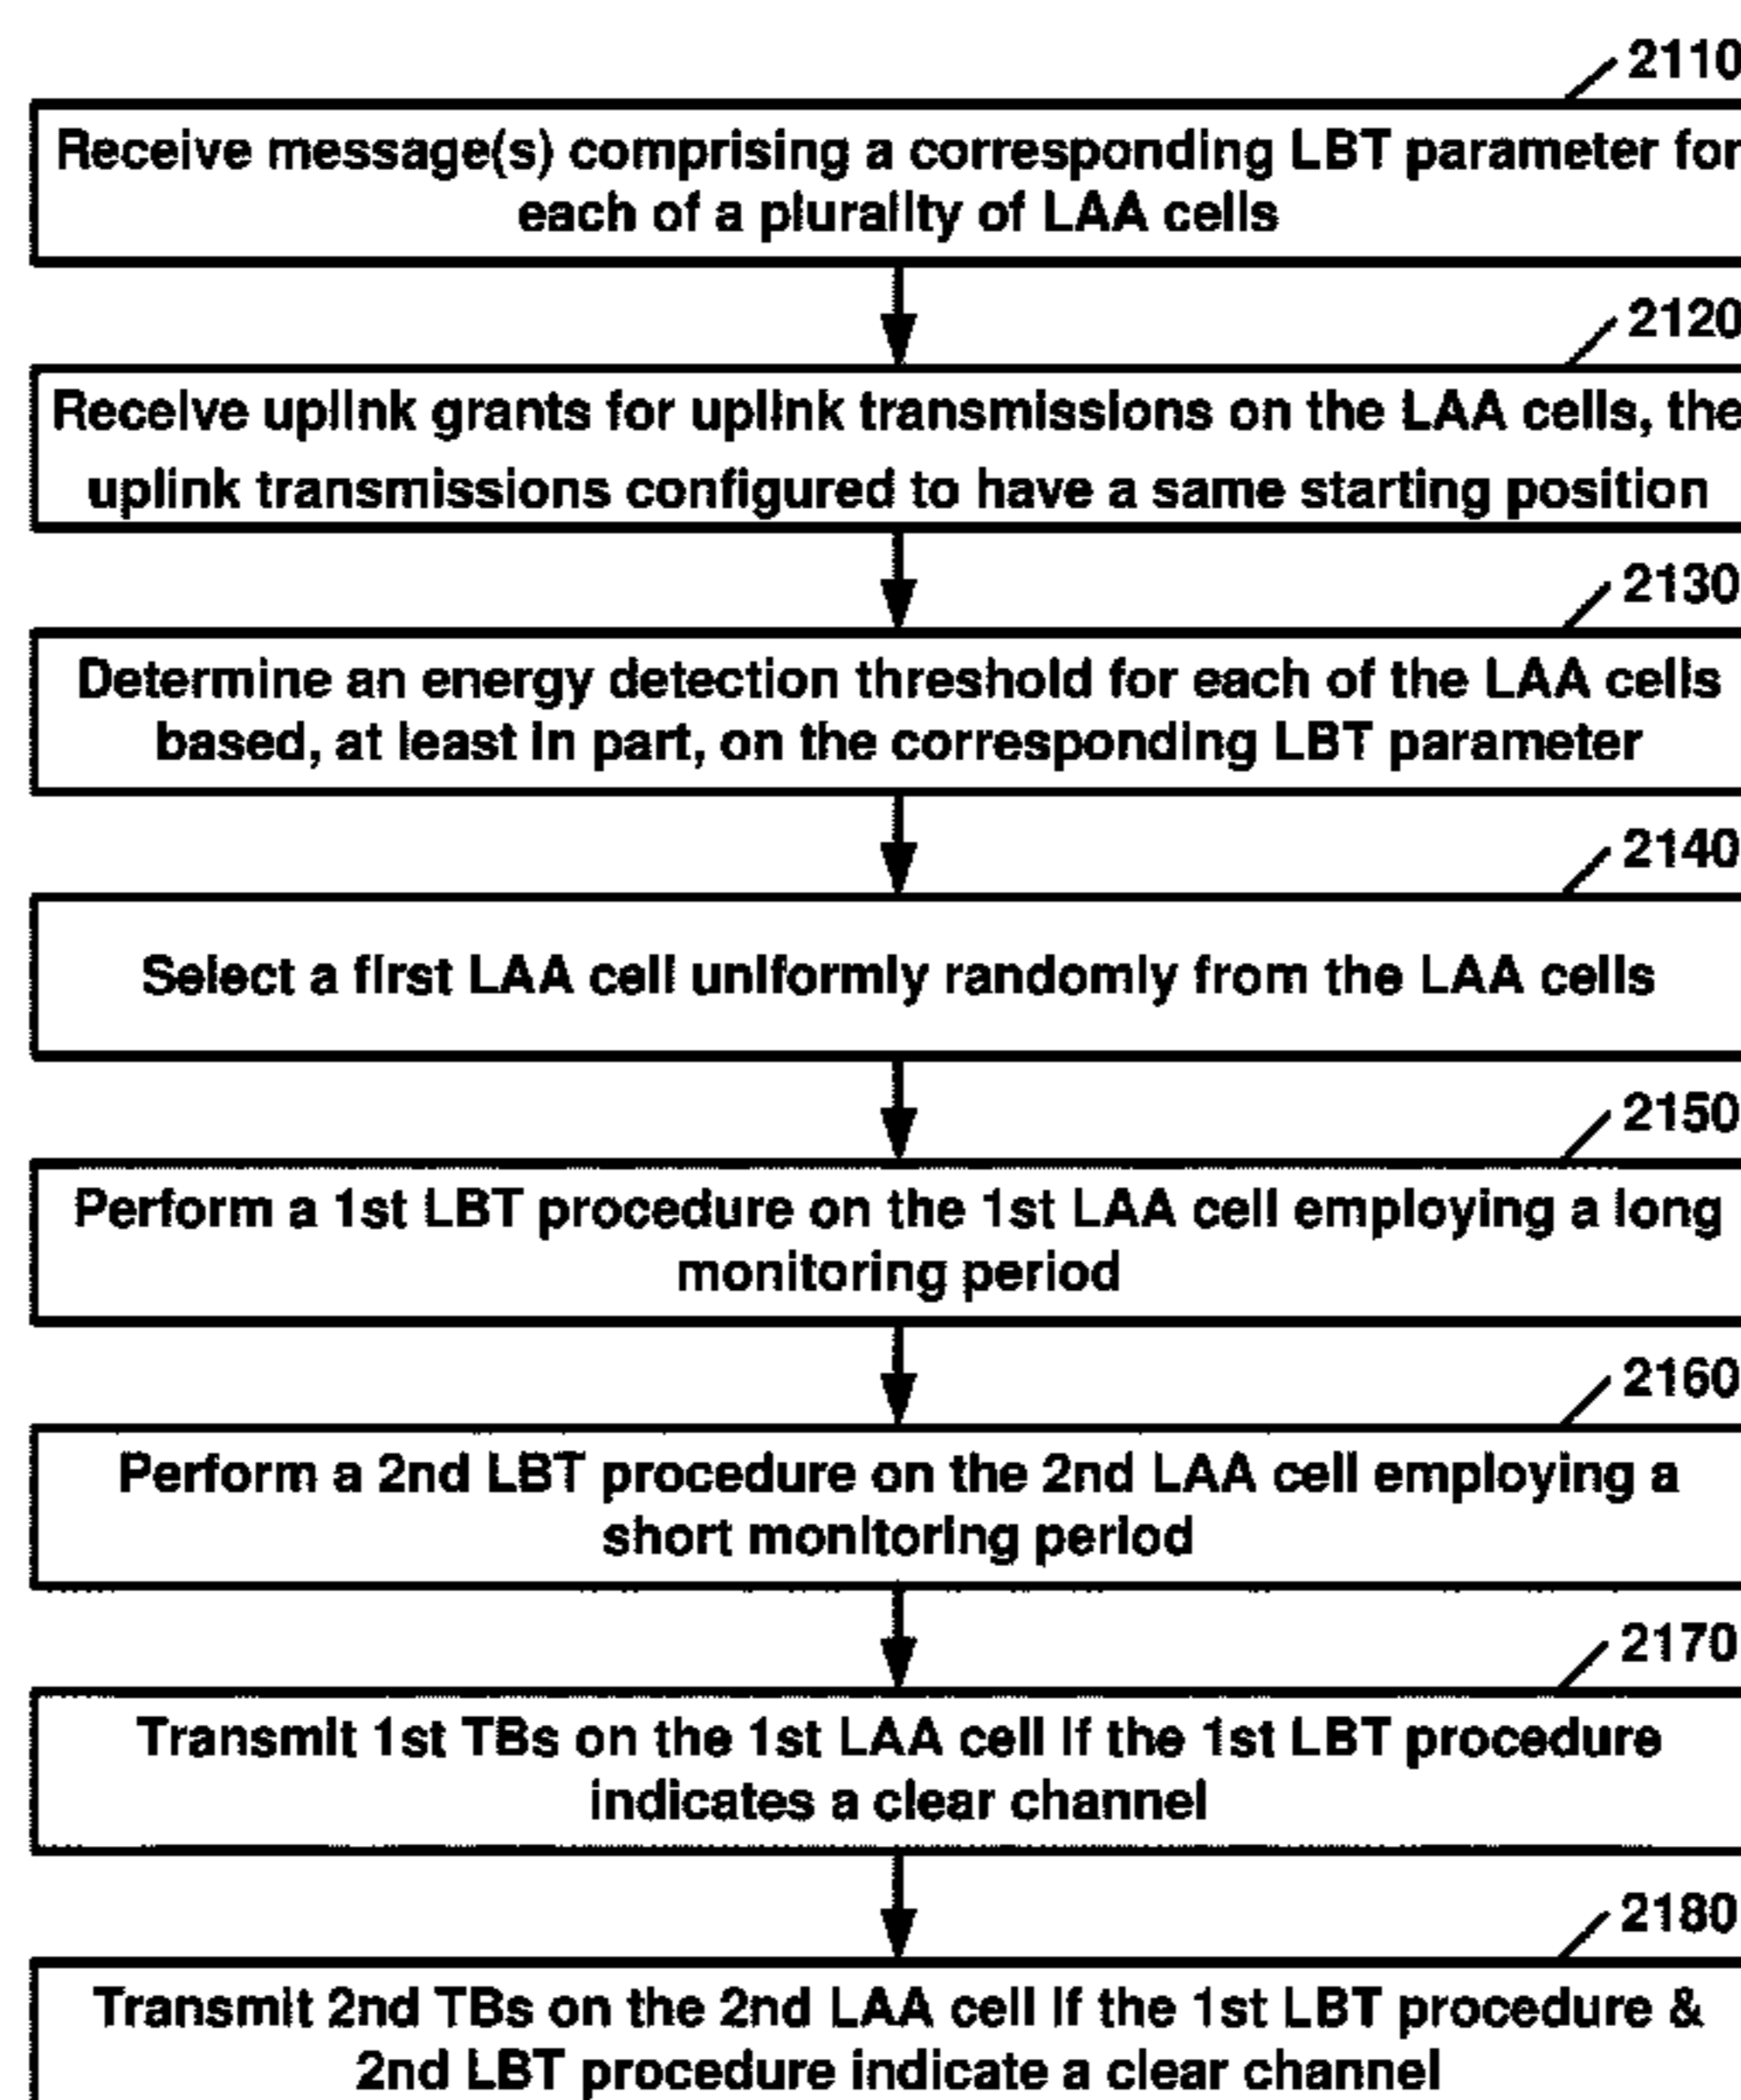 2110
Receive message(s) comprising a corresponding LBT parameter for
each of a plurality of LAA cells
2120
Receive uplink grants for uplink transmissions on the LAA cells, the
uplink transmissions configured to have a same starting position
2130
Determine an energy detection threshold for each of the LAA cells
based, at least in part, on the corresponding LBT parameter
2140
Select a first LAA cell uniformly randomly from the LAA cells
2150
Perform a 1st LBT procedure on the 1st LAA cell employing a long
monitoring period
2160
Perform a 2nd LBT procedure on the 2nd LAA cell employing a
short monitoring period
2170
Transmit 1st TBs on the 1st LAA cell if the 1st LBT procedure
indicates a clear channel
2180
Transmit 2nd TBs on the 2nd LAA cell if the 1st LBT procedure &
2nd LBT procedure indicate a clear channel